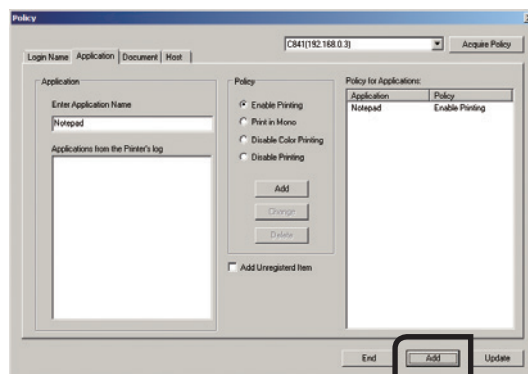 Policy
C841(192.168.0.3)
Acquire Policy
Login Name Application Document Host
Application
Enter Application Name
Notepad
Applications from the Printer's log
Policy
Enable Printing
Print in Mono
Disable Color Printing
Disable Printing
Add
Change
Delete
Add Unregisterd Item
Policy for Applications:
Application Policy
Notepad Enable Printing
End Add Update